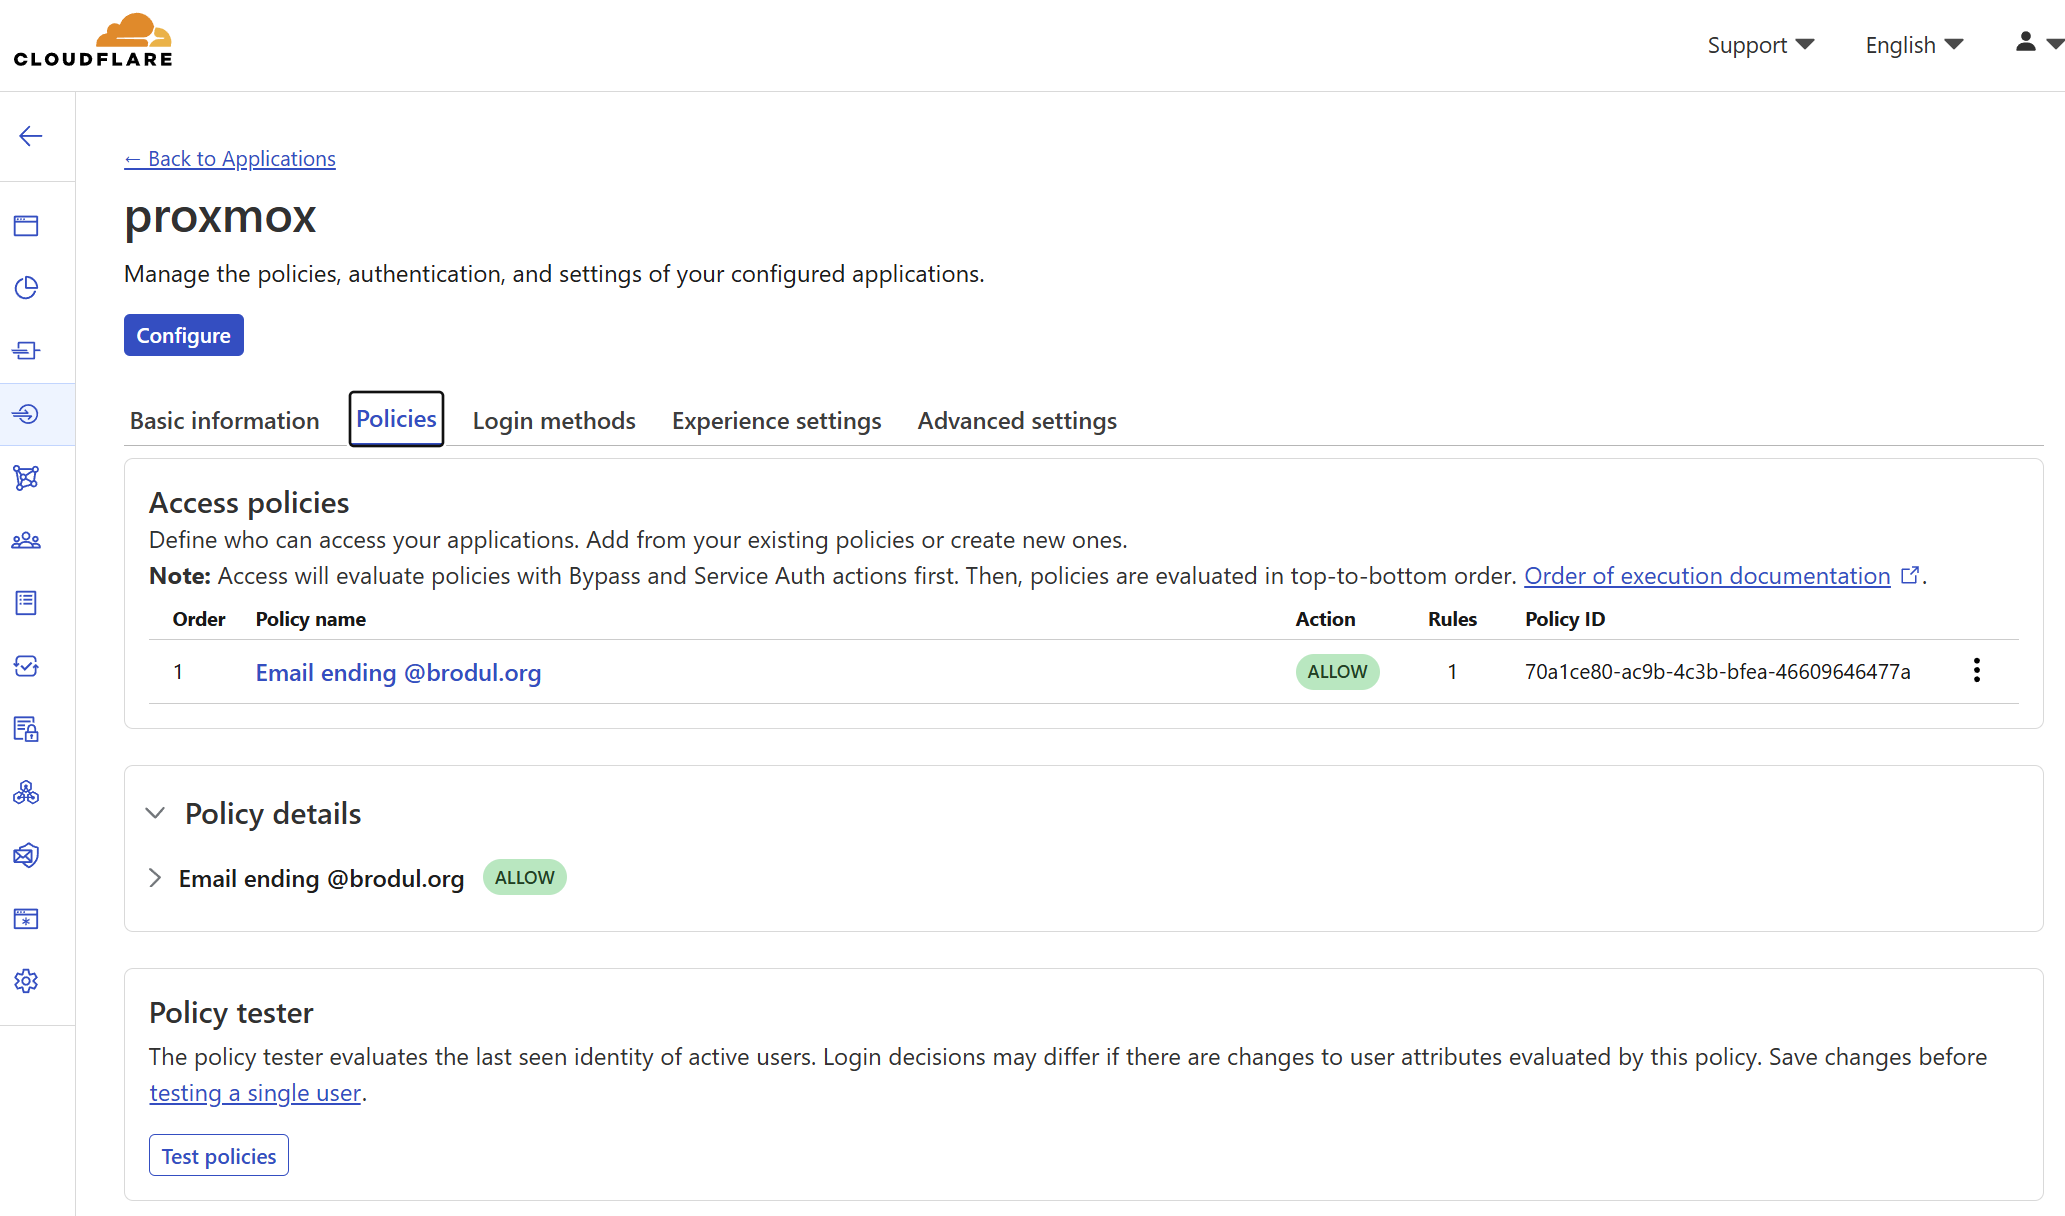 CLOUDFLARE
Support
English
← Back to Applications
proxmox
Manage the policies, authentication, and settings of your configured applications.
Configure
Basic information Policies Login methods Experience settings Advanced settings
Access policies
Define who can access your applications. Add from your existing policies or create new ones.
Note: Access will evaluate policies with Bypass and Service Auth actions first. Then, policies are evaluated in top-to-bottom order. Order of execution documentation .
Order Policy name Action Rules Policy ID
1 Email ending @brodul.org ALLOW 1 70a1ce80-ac9b-4c3b-bfea-46609646477a
Policy details
Email ending @brodul.org ALLOW
Policy tester
The policy tester evaluates the last seen identity of active users. Login decisions may differ if there are changes to user attributes evaluated by this policy. Save changes before
testing a single user.
Test policies